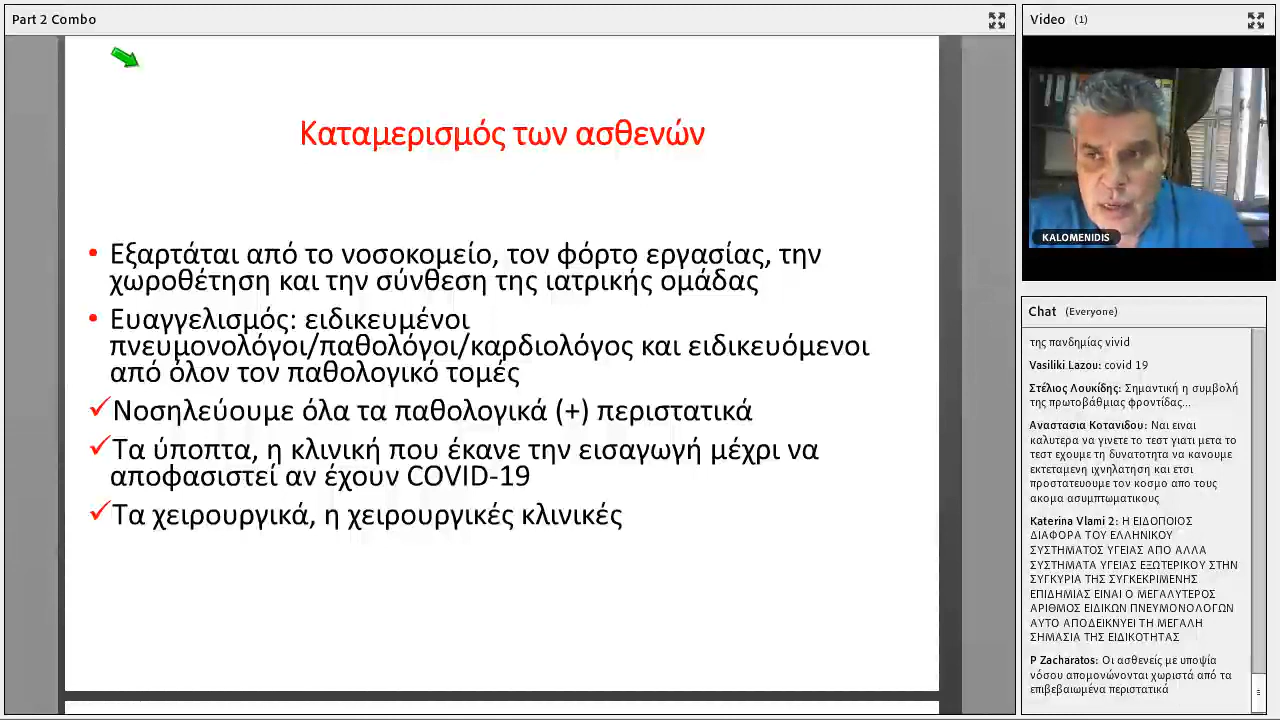 Part 2 Combo
Καταμερισμός των ασθενών
• Εξαρτάται από το νοσοκομείο, τον φόρτο εργασίας, την
χωροθέτηση και την σύνθεση της ιατρικής ομάδας
• Ευαγγελισμός: ειδικευμένοι
πνευμονολόγοι/παθολόγοι/καρδιολόγος και ειδικευόμενοι
από όλον τον παθολογικό τομές
✓Νοσηλεύουμε όλα τα παθολογικά (+) περιστατικά
✓Τα ύποπτα, η κλινική που έκανε την εισαγωγή μέχρι να
αποφασιστεί αν έχουν COVID-19
✓Τα χειρουργικά, η χειρουργικές κλινικές
Video (1)
KALOMENIDIS
Chat (Everyone)
της πανδημίας vivid
Vasiliki Lazou: covid 19
Στέλιος Λουκίδης: Σημαντική η συμβολή
της πρωτοβάθμιας φροντίδας...
Αναστασια Κοτανιδου: Ναι ειναι
καλυτερα να γινετε το τεστ γιατι μετα το
τεστ εχουμε τη δυνατοτητα να κανουμε
εκτεταμενη ιχνηλατηση και ετσι
προστατευουμε τον κοσμο απο τους
ακομα ασυμπτωματικους
Katerina Vlami 2: Η ΕΙΔΟΠΟΙΟΣ
ΔΙΑΦΟΡΑ ΤΟΥ ΕΛΛΗΝΙΚΟΥ
ΣΥΣΤΗΜΑΤΟΣ ΥΓΕΙΑΣ ΑΠΟ ΑΛΛΑ
ΣΥΣΤΗΜΑΤΑ ΥΓΕΙΑΣ ΕΞΩΤΕΡΙΚΟΥ ΣΤΗΝ
ΣΥΓΚΥΡΙΑ ΤΗΣ ΣΥΓΚΕΚΡΙΜΕΝΗΣ
ΕΠΙΔΗΜΙΑΣ ΕΙΝΑΙ Ο ΜΕΓΑΛΥΤΕΡΟΣ
ΑΡΙΘΜΟΣ ΕΙΔΙΚΩΝ ΠΝΕΥΜΟΝΟΛΟΓΩΝ
ΑΥΤΟ ΑΠΟΔΕΙΚΝΥΕΙ ΤΗ ΜΕΓΑΛΗ
ΣΗΜΑΣΙΑ ΤΗΣ ΕΙΔΙΚΟΤΗΤΑΣ
P Zacharatos: Οι ασθενείς με υποψία
νόσου απομονώνονται χωριστά από τα
επιβεβαιωμένα περιστατικά